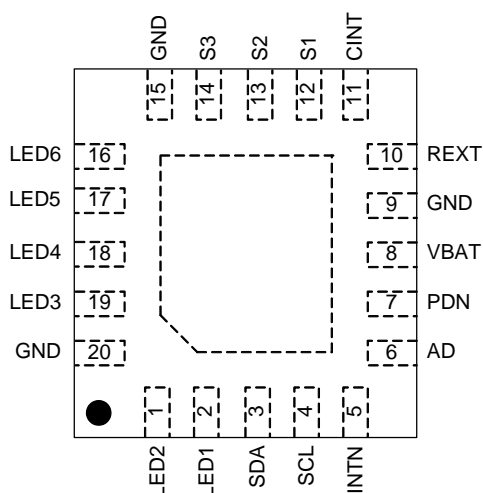 GND S3 S2 S1 CINT
15 14 13 12 11
LED6 16 10 REXT
LED5 17 9 GND
LED4 18 8 VBAT
LED3 19 7 PDN
GND 20 6 AD
1 2 3 4 5
LED2 LED1 SDA SCL INTN